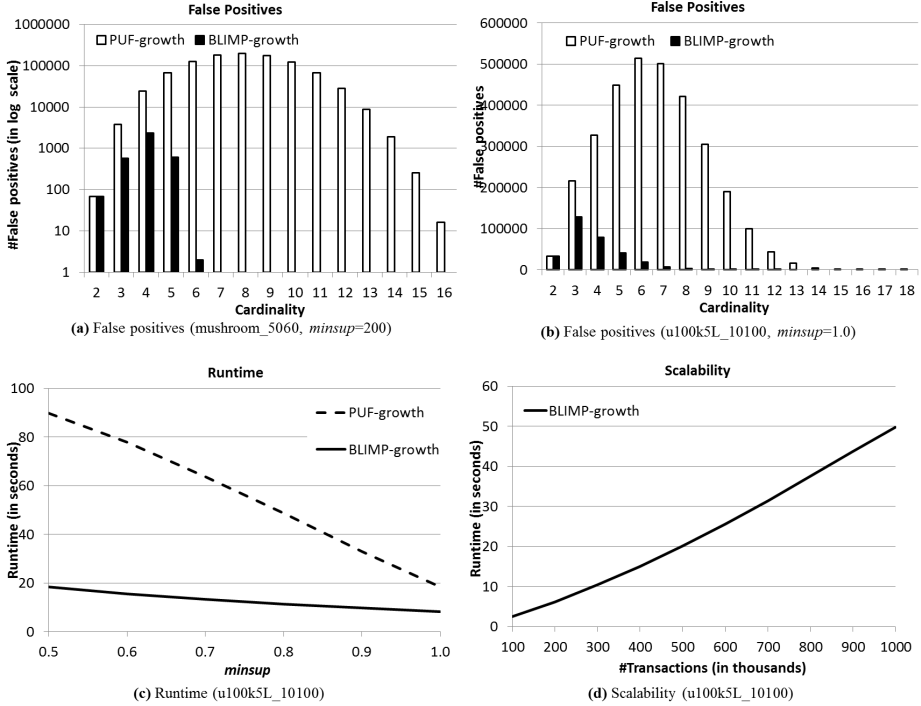 False Positives
PUF-growth
BLIMP-growth
#False positives (in log scale)
1000000
100000
10000
1000
100
10
1
2 3 4 5 6 7 8 9 10 11 12 13 14 15 16
Cardinality
(a) False positives (mushroom_5060, minsup=200)
False Positives
PUF-growth
BLIMP-growth
#False positives
600000
500000
400000
300000
200000
100000
0
2 3 4 5 6 7 8 9 10 11 12 13 14 15 16 17 18
Cardinality
(b) False positives (u100k5L_10100, minsup=1.0)
Runtime
PUF-growth
BLIMP-growth
Runtime (in seconds)
100
80
60
40
20
0
0.5 0.6 0.7 0.8 0.9 1.0
minsup
(c) Runtime (u100k5L_10100)
Scalability
BLIMP-growth
Runtime (in seconds)
60
50
40
30
20
10
0
100 200 300 400 500 600 700 800 900 1000
#Transactions (in thousands)
(d) Scalability (u100k5L_10100)